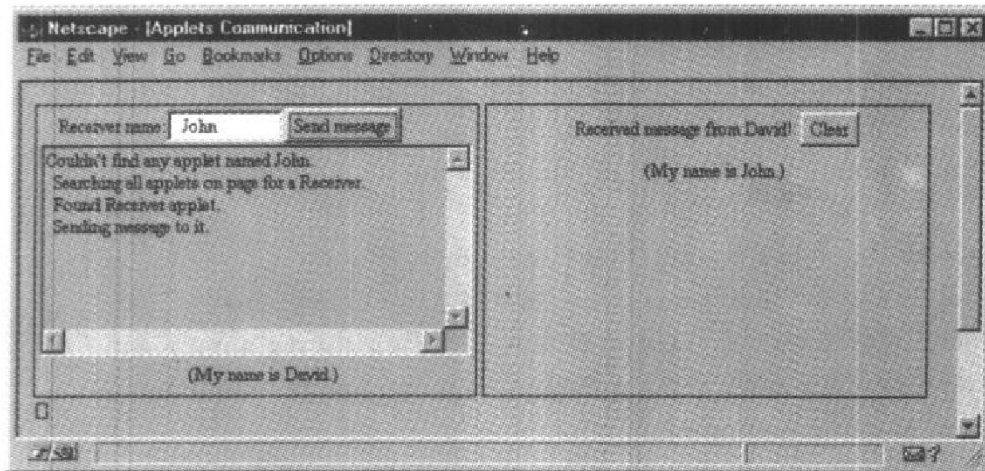 Netscape - [Applets Communication]
File Edit View Go Bookmarks Options Directory Window Help
Receiver name: John Send message
Couldn't find any applet named John.
Searching all applets on page for a Receiver.
Found Receiver applet.
Sending message to it.
(My name is David.)
Received message from David! Clear
(My name is John.)
?